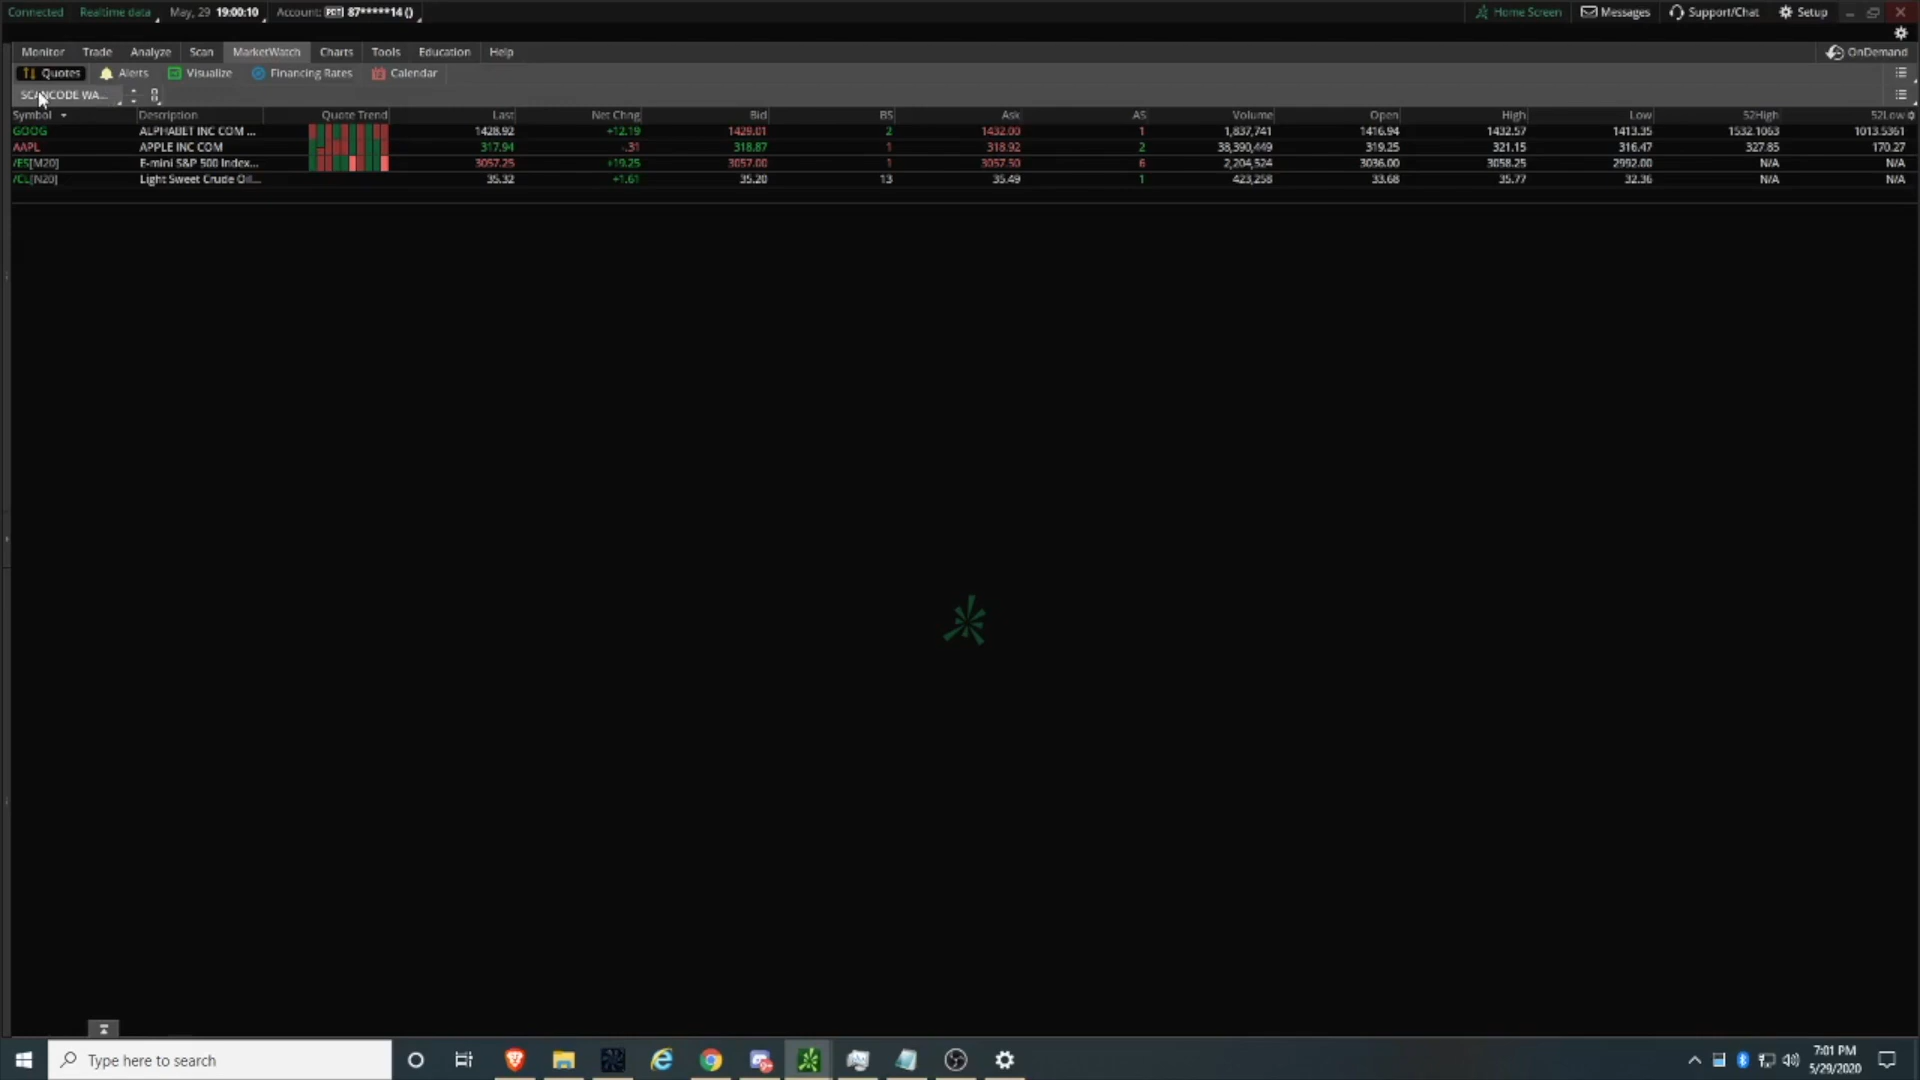 Connected Realtime data May, 29 19:00:10 Account: PDT 87*****14 () Home Screen Messages Support/Chat Setup
Monitor Trade Analyze Scan MarketWatch Charts Tools Education Help OnDemand
Quotes Alerts Visualize Financing Rates Calendar
SCANCODE WA...
Symbol Description Quote Trend Last Net Chng Bid BS Ask AS Volume Open High Low 52High 52Low
GOOG ALPHABET INC COM ... 1428.92 +12.19 1429.01 2 1432.00 1 1,837,741 1416.94 1432.57 1413.35 1532.1063 1013.5361
AAPL APPLE INC COM 317.94 -.31 318.87 1 318.92 2 38,390,449 319.25 321.15 316.47 327.85 170.27
/ES[M20] E-mini S&P 500 Index... 3057.25 +19.25 3057.00 1 3057.50 6 2,204,524 3036.00 3058.25 2992.00 N/A N/A
/CL[N20] Light Sweet Crude Oil... 35.32 +1.61 35.20 13 35.49 1 423,258 33.68 35.77 32.36 N/A N/A
Type here to search
7:01 PM
5/29/2020